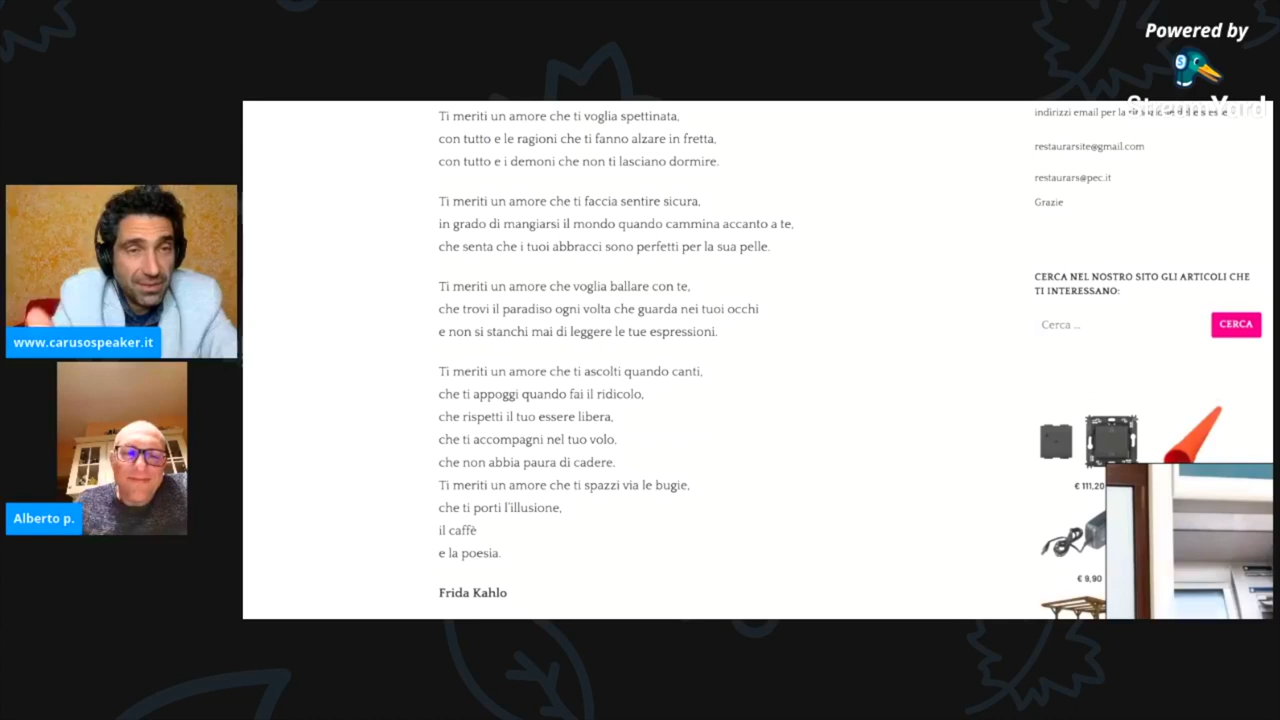 Powered by
StreamYard
Ti meriti un amore che ti voglia spettinata,
con tutto e le ragioni che ti fanno alzare in fretta,
con tutto e i demoni che non ti lasciano dormire.
Ti meriti un amore che ti faccia sentire sicura,
in grado di mangiarsi il mondo quando cammina accanto a te,
che senta che i tuoi abbracci sono perfetti per la sua pelle.
Ti meriti un amore che voglia ballare con te,
che trovi il paradiso ogni volta che guarda nei tuoi occhi
e non si stanchi mai di leggere le tue espressioni.
Ti meriti un amore che ti ascolti quando canti,
che ti appoggi quando fai il ridicolo,
che rispetti il tuo essere libera,
che ti accompagni nel tuo volo,
che non abbia paura di cadere.
Ti meriti un amore che ti spazzi via le bugie,
che ti porti l'illusione,
il caffè
e la poesia.
Frida Kahlo
indirizzi email per la
restaurarsite@gmail.com
restaurars@pec.it
Grazie
CERCA NEL NOSTRO SITO GLI ARTICOLI CHE
TI INTERESSANO:
Cerca ...
CERCA
€ 111,20
€ 9,90
www.carusospeaker.it
Alberto p.